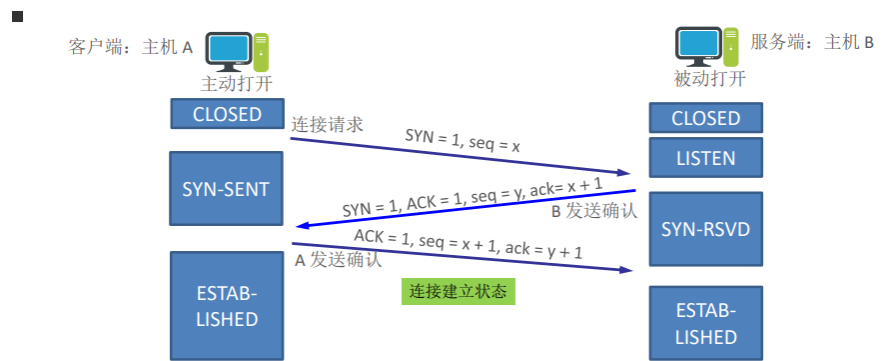 客户端：主机 A
服务端：主机 B
主动打开
被动打开
CLOSED
CLOSED
连接请求
SYN = 1, seq = x
LISTEN
SYN-SENT
SYN = 1, ACK = 1, seq = y, ack= x + 1
B 发送确认
SYN-RSVD
ACK = 1, seq = x + 1, ack = y + 1
A 发送确认
连接建立状态
ESTAB-
LISHED
ESTAB-
LISHED